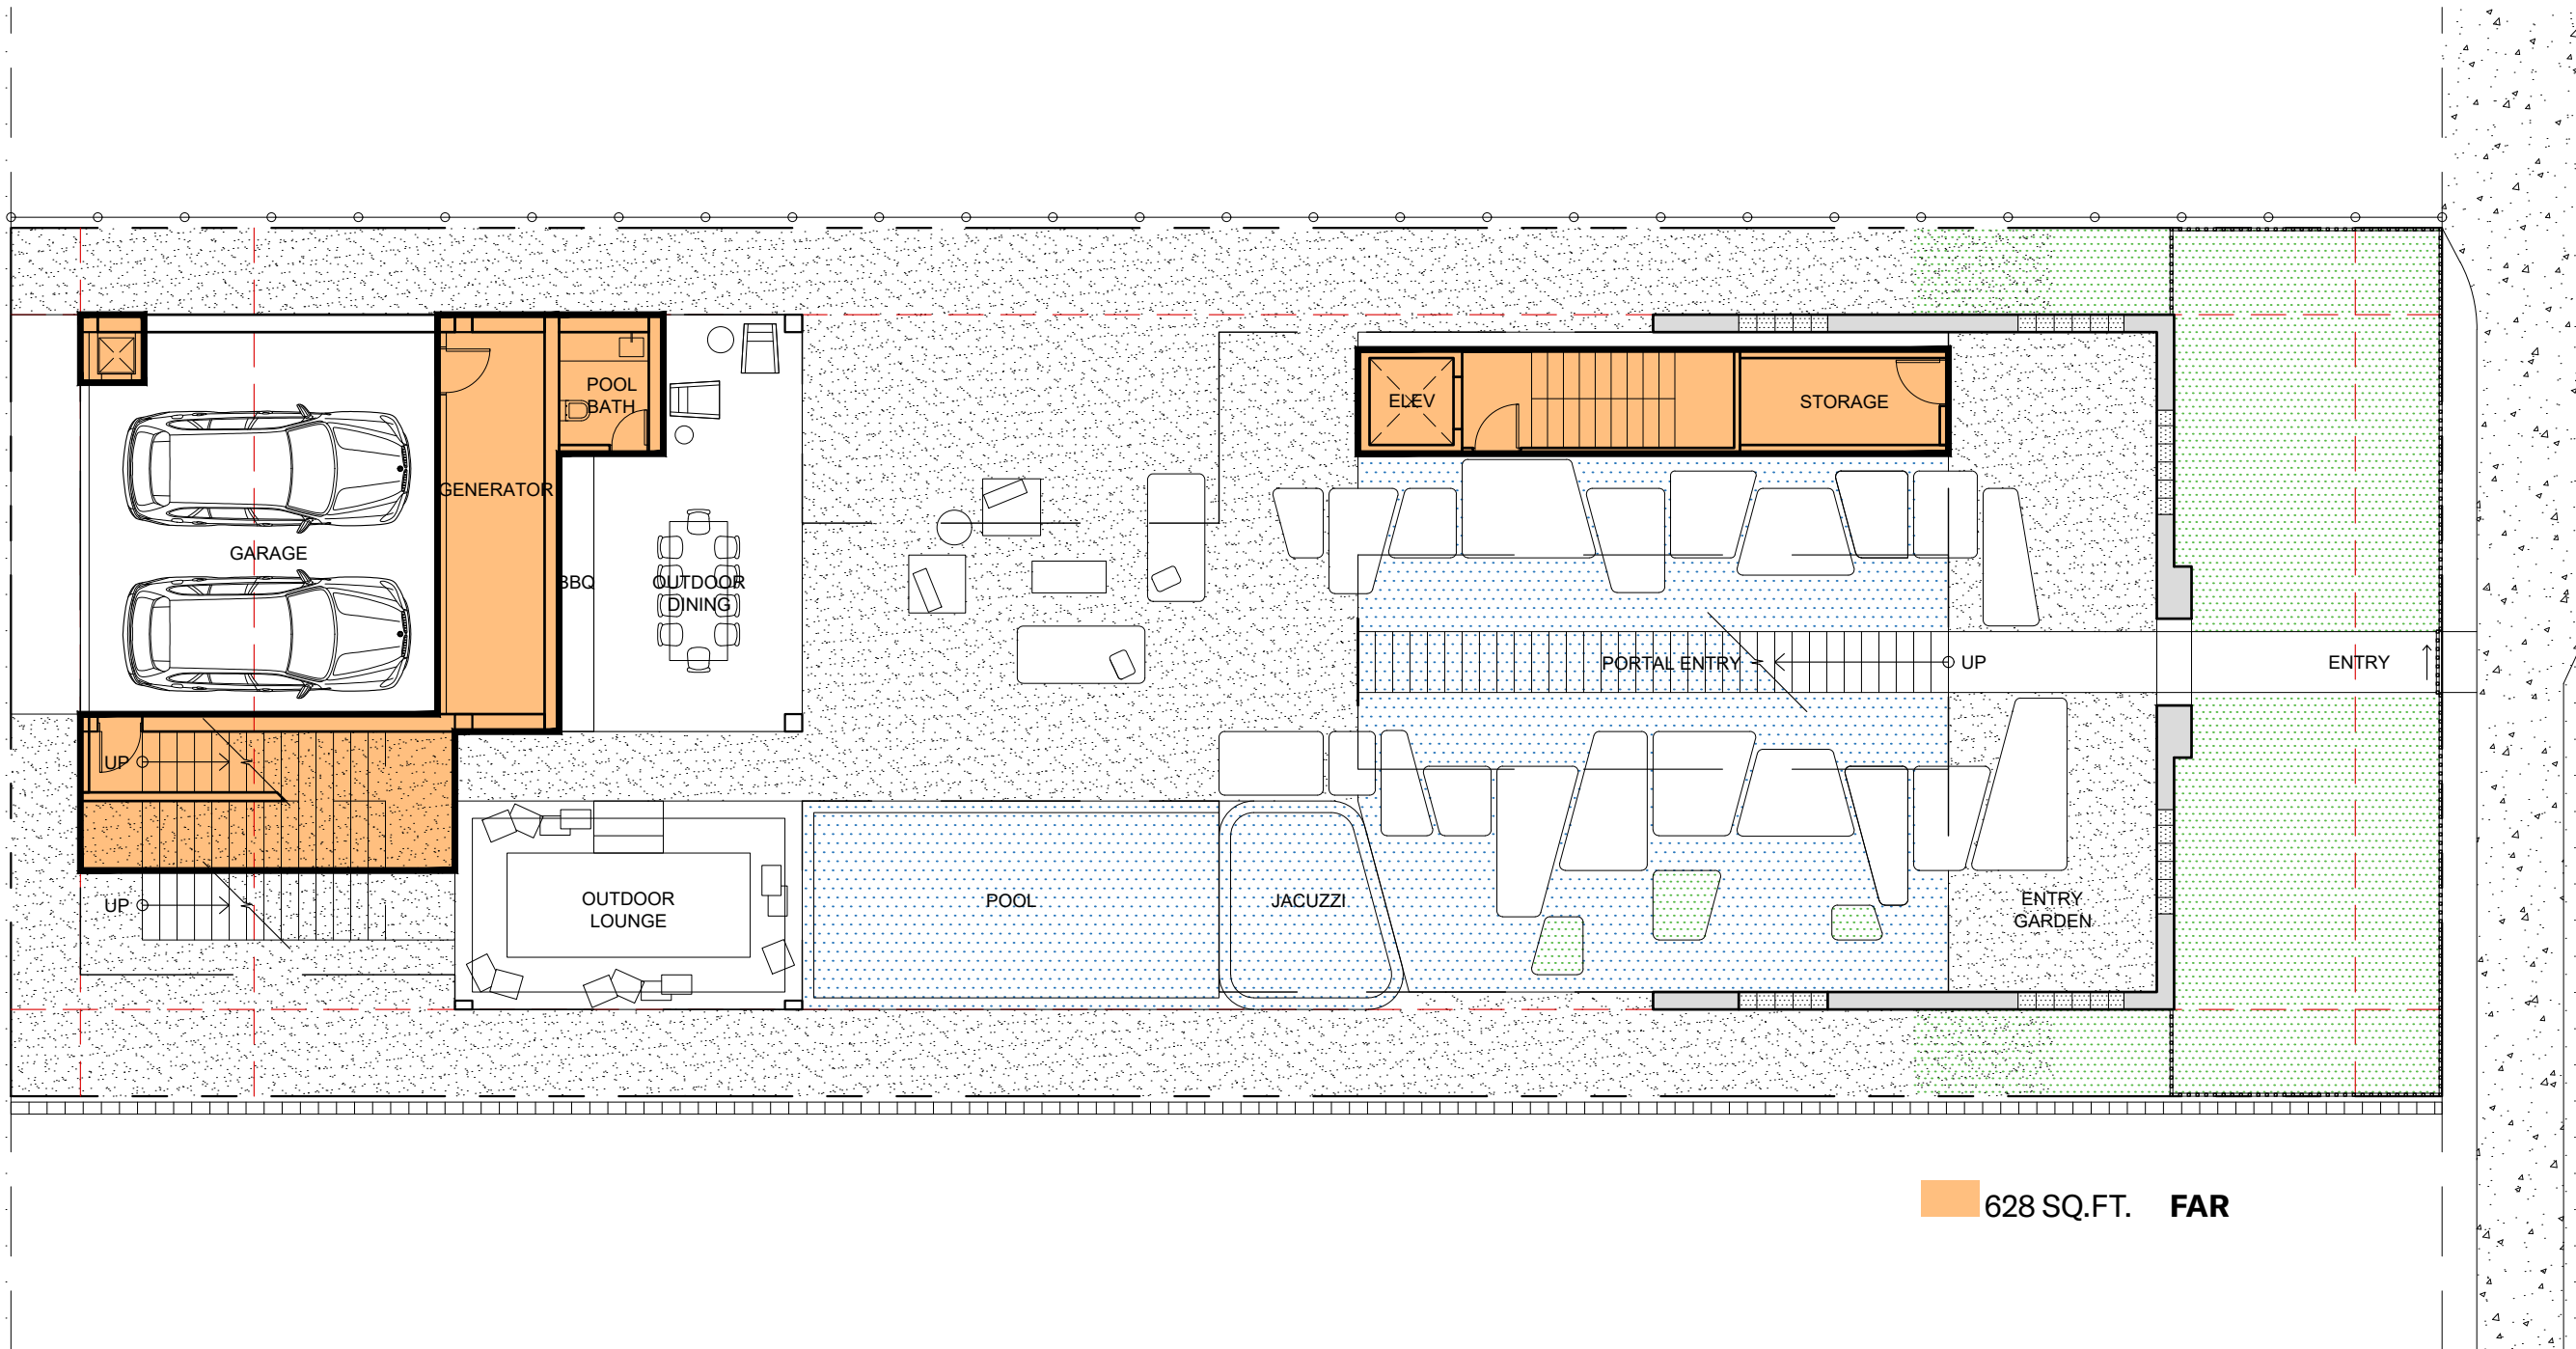 POOL
BATH
ELEV
STORAGE
GENERATOR
GARAGE
BBQ
OUTDOOR
DINING
PORTAL ENTRY
UP
ENTRY
UP
UP
OUTDOOR
LOUNGE
POOL
JACUZZI
ENTRY
GARDEN
628 SQ.FT. FAR